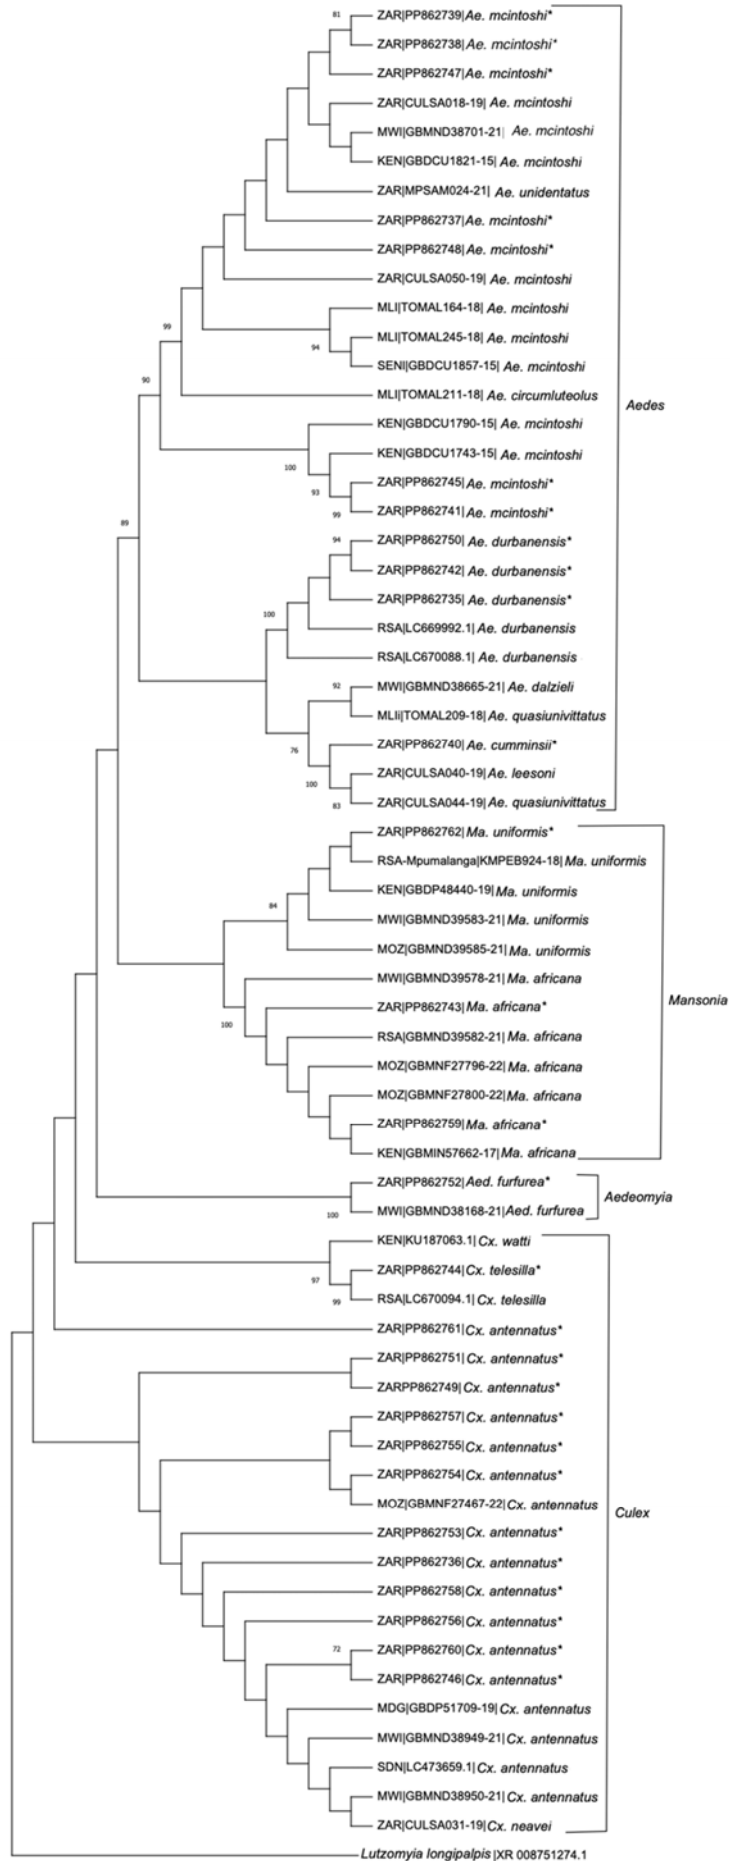 81
ZAR|PP862739|Ae. mcintoshi*
ZAR|PP862738| Ae. mcintoshi*
ZAR|PP862747|Ae. mcintoshi*
ZAR|CULSA018-19| Ae. mcintoshi
MWI|GBMND38701-21| Ae. mcintoshi
KEN|GBDCU1821-15| Ae. mcintoshi
ZAR|MPSAM024-21| Ae. unidentatus
ZAR|PP862737|Ae. mcintoshi*
ZAR|PP862748| Ae. mcintoshi*
ZAR|CULSA050-19| Ae. mcintoshi
MLI|TOMAL164-18| Ae. mcintoshi
99
MLI|TOMAL245-18| Ae. mcintoshi
94
SENI|GBDCU1857-15| Ae. mcintoshi
90
MLI|TOMAL211-18| Ae. circumluteolus
Aedes
KEN|GBDCU1790-15| Ae. mcintoshi
KEN|GBDCU1743-15| Ae. mcintoshi
100
ZAR|PP862745| Ae. mcintoshi*
93
ZAR|PP862741| Ae. mcintoshi*
99
89
ZAR|PP862750| Ae. durbanensis*
94
ZAR|PP862742| Ae. durbanensis*
ZAR|PP862735| Ae. durbanensis*
100
RSA|LC669992.1| Ae. durbanensis
RSA|LC670088.1| Ae. durbanensis
92
MWI|GBMND38665-21| Ae. dalzieli
MLIi|TOMAL209-18| Ae. quasiunivittatus
76
ZAR|PP862740| Ae. cumminsii*
ZAR|CULSA040-19| Ae. leesoni
100
ZAR|CULSA044-19| Ae. quasiunivittatus
83
ZAR|PP862762| Ma. uniformis*
RSA-Mpumalanga|KMPEB924-18| Ma. uniformis
KEN|GBDP48440-19| Ma. uniformis
84
MWI|GBMND39583-21| Ma. uniformis
MOZ|GBMND39585-21| Ma. uniformis
MWI|GBMND39578-21| Ma. africana
Mansonia
ZAR|PP862743| Ma. africana*
100
RSA|GBMND39582-21| Ma. africana
MOZ|GBMNF27796-22| Ma. africana
MOZ|GBMNF27800-22| Ma. africana
ZAR|PP862759| Ma. africana*
KEN|GBMIN57662-17| Ma. africana
ZAR|PP862752|Aed. furfurea*
Aedeomyia
100
MWI|GBMND38168-21|Aed. furfurea
KEN|KU187063.1| Cx. watti
ZAR|PP862744| Cx. telesilla*
97
RSA|LC670094.1| Cx. telesilla
99
ZAR|PP862761| Cx. antennatus*
ZAR|PP862751| Cx. antennatus*
ZARPP862749| Cx. antennatus*
ZAR|PP862757| Cx. antennatus*
ZAR|PP862755| Cx. antennatus*
ZAR|PP862754| Cx. antennatus*
MOZ|GBMNF27467-22| Cx. antennatus
Culex
ZAR|PP862753| Cx. antennatus*
ZAR|PP862736| Cx. antennatus*
ZAR|PP862758| Cx. antennatus*
ZAR|PP862756| Cx. antennatus*
72
ZAR|PP862760| Cx. antennatus*
ZAR|PP862746| Cx. antennatus*
MDG|GBDP51709-19| Cx. antennatus
MWI|GBMND38949-21| Cx. antennatus
SDN|LC473659.1| Cx. antennatus
MWI|GBMND38950-21| Cx. antennatus
ZAR|CULSA031-19| Cx. neavei
Lutzomyia longipalpis |XR 008751274.1